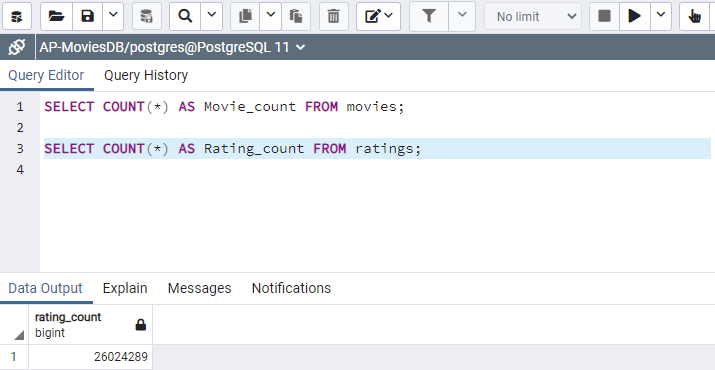 No limit
AP-MoviesDB/postgres@PostgreSQL 11
Query Editor Query History
1 SELECT COUNT(*) AS Movie_count FROM movies;
2
3 SELECT COUNT(*) AS Rating_count FROM ratings;
4
Data Output Explain Messages Notifications
rating_count
bigint
1 26024289